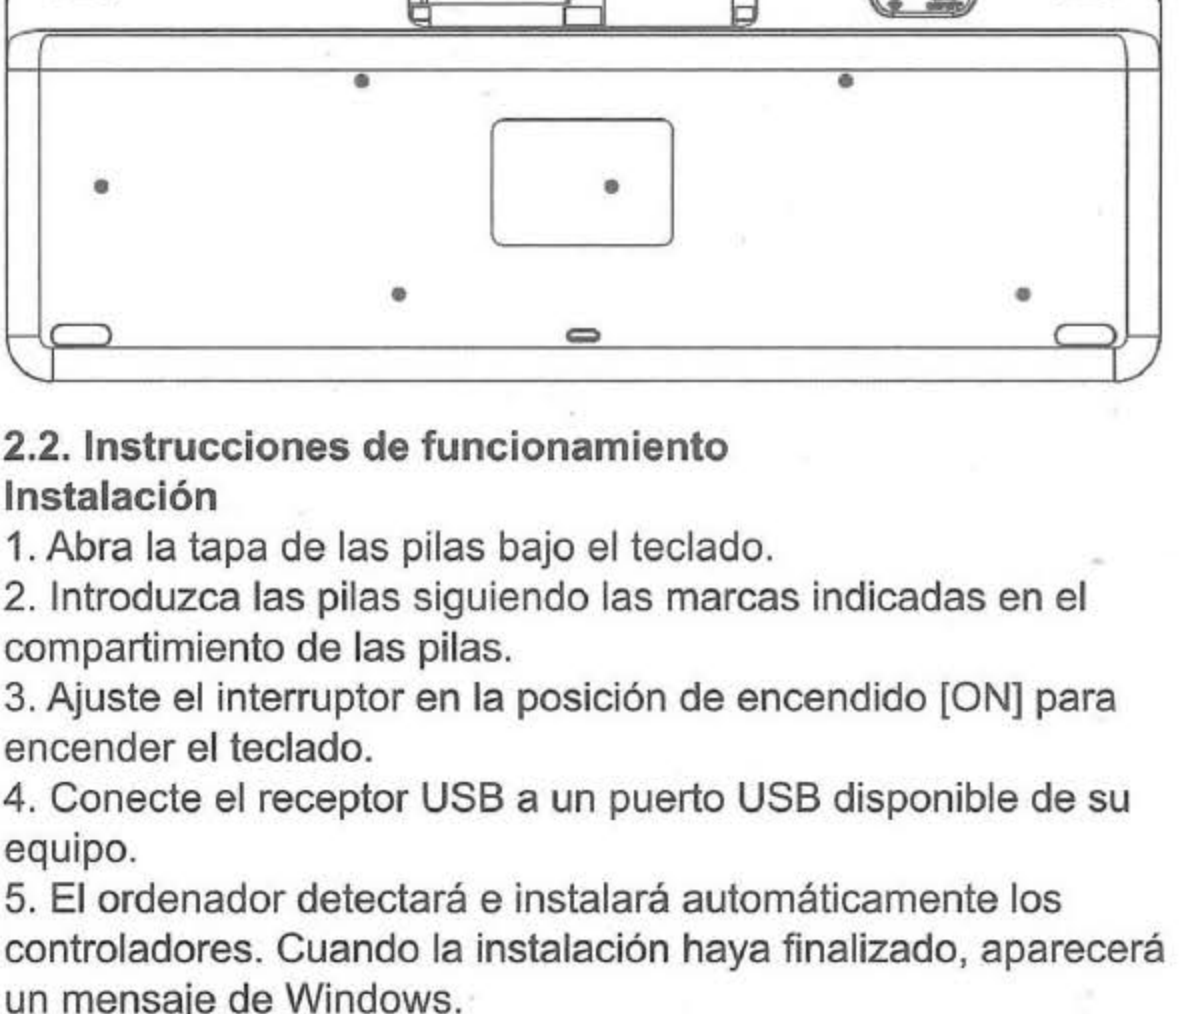 2.2. Instrucciones de funcionamiento
Instalación
1. Abra la tapa de las pilas bajo el teclado.
2. Introduzca las pilas siguiendo las marcas indicadas en el
compartimiento de las pilas.
3. Ajuste el interruptor en la posición de encendido [ON] para
encender el teclado.
4. Conecte el receptor USB a un puerto USB disponible de su
equipo.
5. El ordenador detectará e instalará automáticamente los
controladores. Cuando la instalación haya finalizado, aparecerá
un mensaje de Windows.